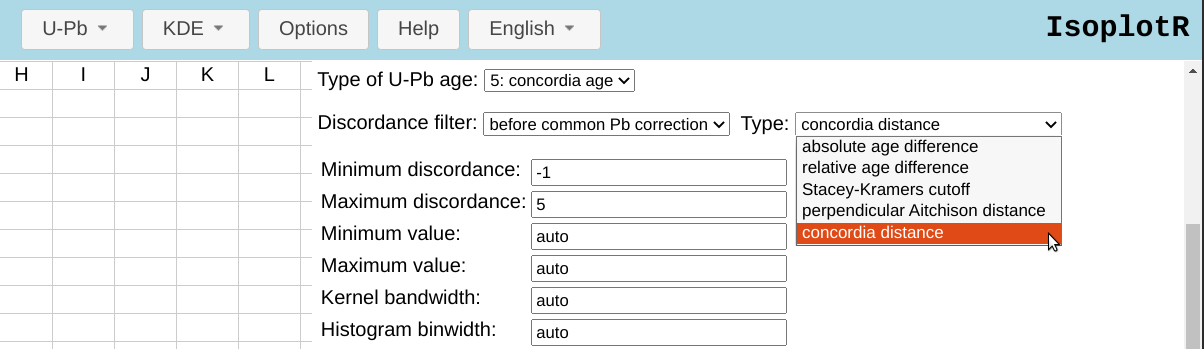 U-Pb KDE Options Help English IsoplotR
H I J K L
Type of U-Pb age: 5: concordia age
Discordance filter: before common Pb correction Type: concordia distance
absolute age difference
relative age difference
Stacey-Kramers cutoff
perpendicular Aitchison distance
concordia distance
Minimum discordance: -1
Maximum discordance: 5
Minimum value: auto
Maximum value: auto
Kernel bandwidth: auto
Histogram binwidth: auto